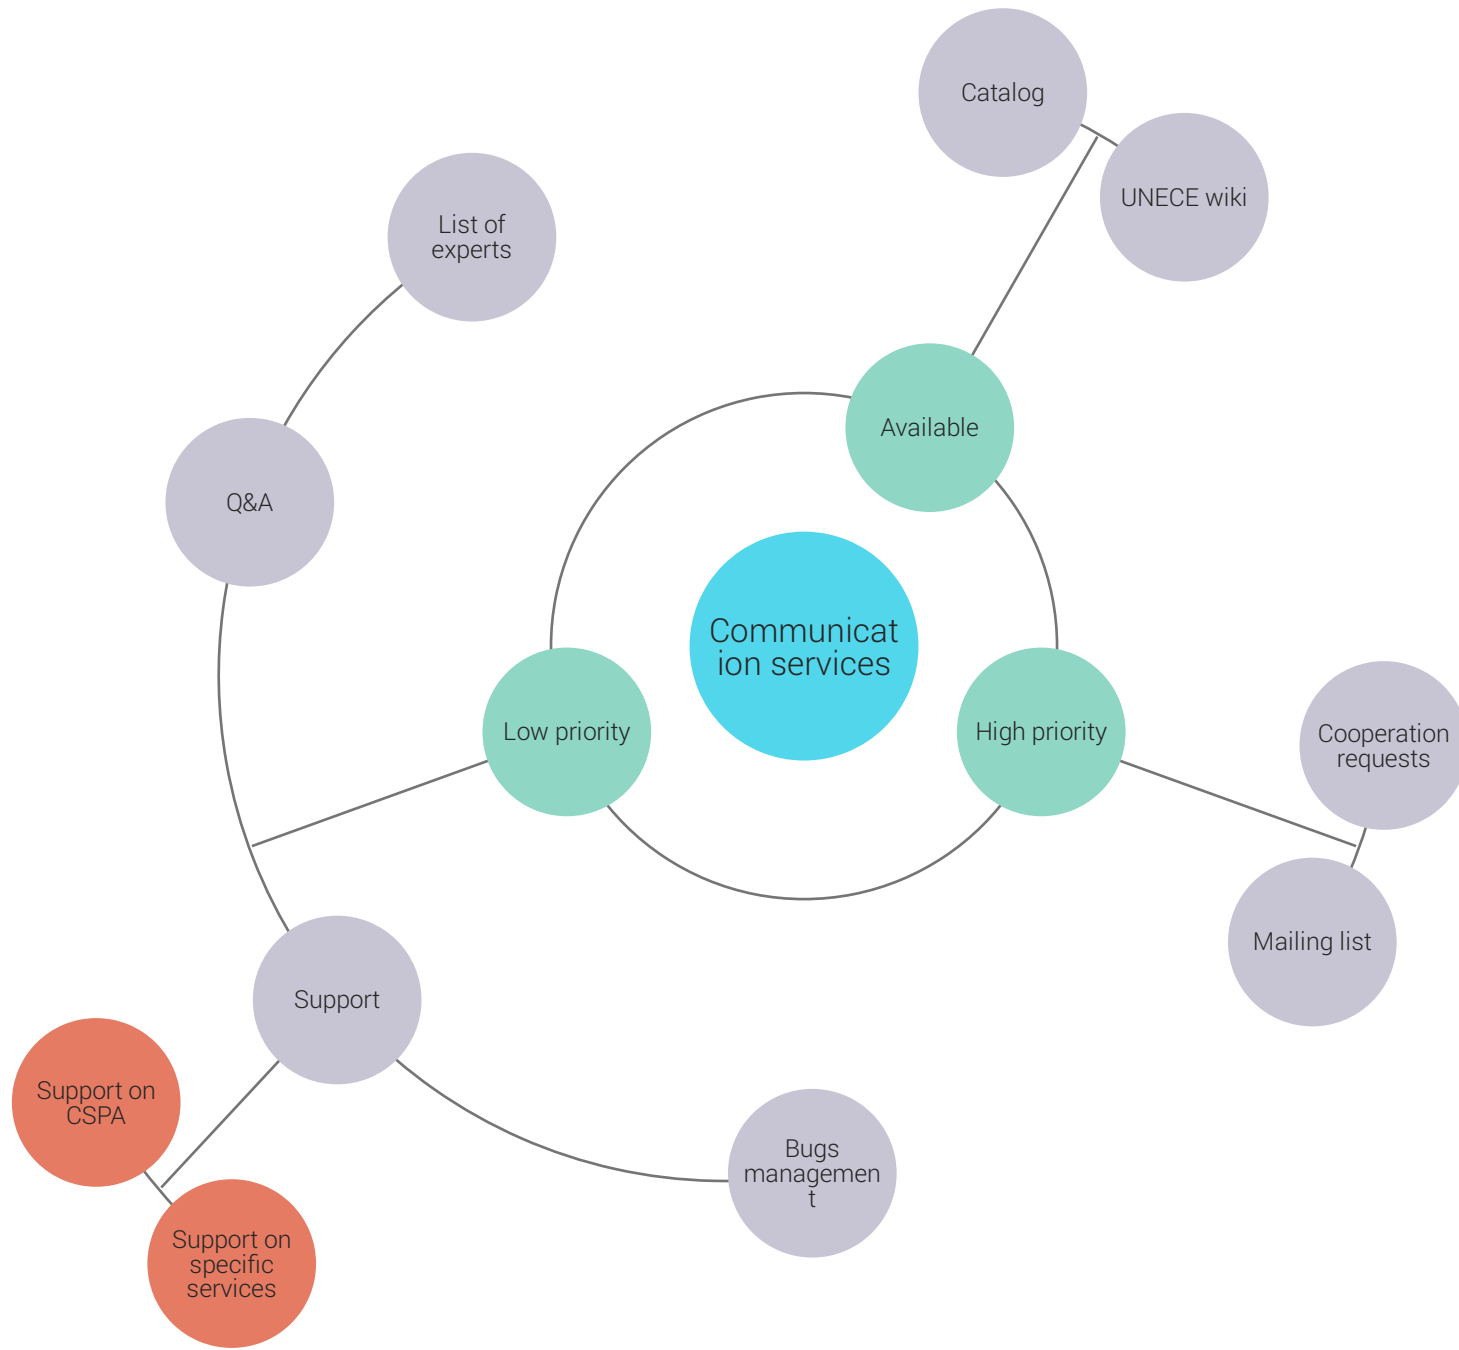 Catalog
UNECE wiki
List of
experts
Available
Q&A
Communicat
ion services
Low priority
High priority
Cooperation
requests
Mailing list
Support
Support on
CSPA
Bugs
managemen
t
Support on
specific
services